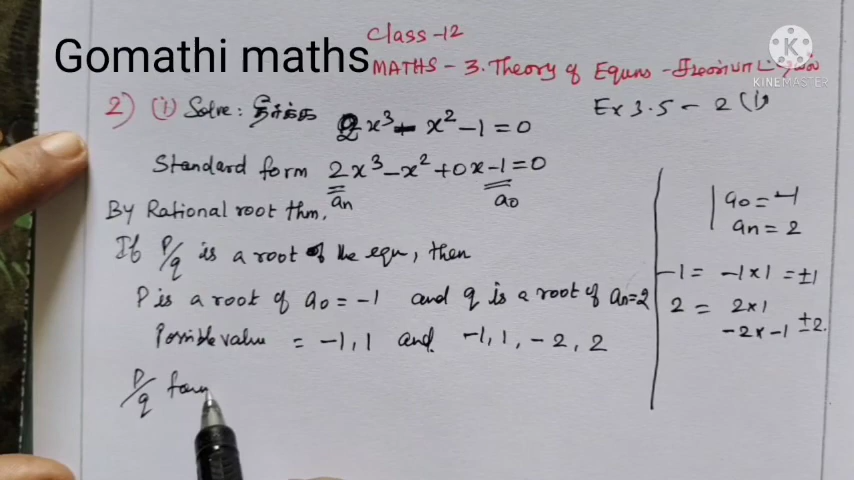 Class-12
Gomathi maths
MATHS - 3. Theory of Equns - சமன்பாட்டியல்
K
KINEMASTER
2) (i) Solve: தீர்க்க 2x³ - x² - 1 = 0
Ex 3.5 - 2 (i)
Standard form 2x³ - x² + 0x - 1 = 0
an a0
By Rational root thm,
If P/q is a root of the equn, then
P is a root of a0 = -1 and q is a root of an = 2
Possible value = -1, 1 and -1, 1, -2, 2
P/q form
a0 = -1
an = 2
-1 = -1 x 1 = ±1
2 = 2 x 1
-2 x -1 ±2.